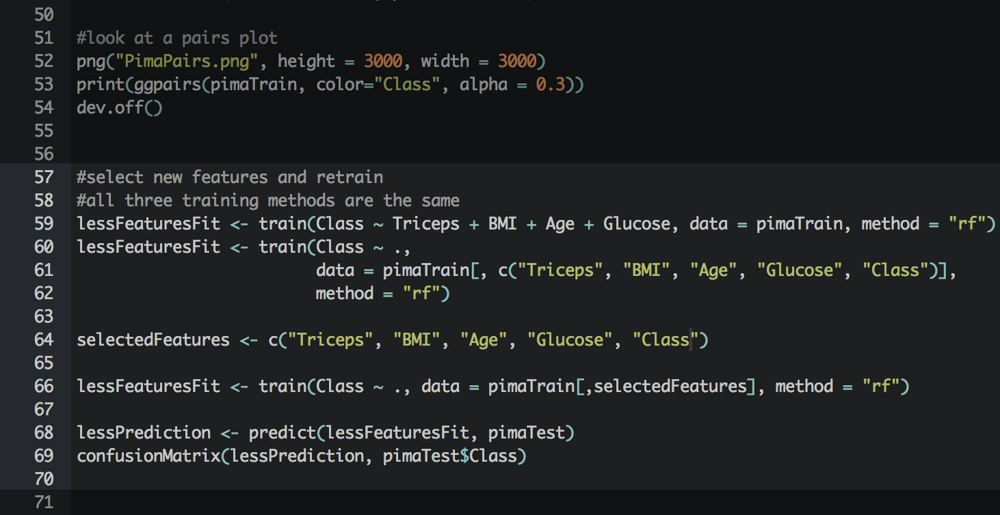 50
51 #look at a pairs plot
52 png("PimaPairs.png", height = 3000, width = 3000)
53 print(ggpairs(pimaTrain, color="Class", alpha = 0.3))
54 dev.off()
55
56
57 #select new features and retrain
58 #all three training methods are the same
59 lessFeaturesFit <- train(Class ~ Triceps + BMI + Age + Glucose, data = pimaTrain, method = "rf")
60 lessFeaturesFit <- train(Class ~ .,
61                          data = pimaTrain[, c("Triceps", "BMI", "Age", "Glucose", "Class")],
62                          method = "rf")
63
64 selectedFeatures <- c("Triceps", "BMI", "Age", "Glucose", "Class")
65
66 lessFeaturesFit <- train(Class ~ ., data = pimaTrain[,selectedFeatures], method = "rf")
67
68 lessPrediction <- predict(lessFeaturesFit, pimaTest)
69 confusionMatrix(lessPrediction, pimaTest$Class)
70
71